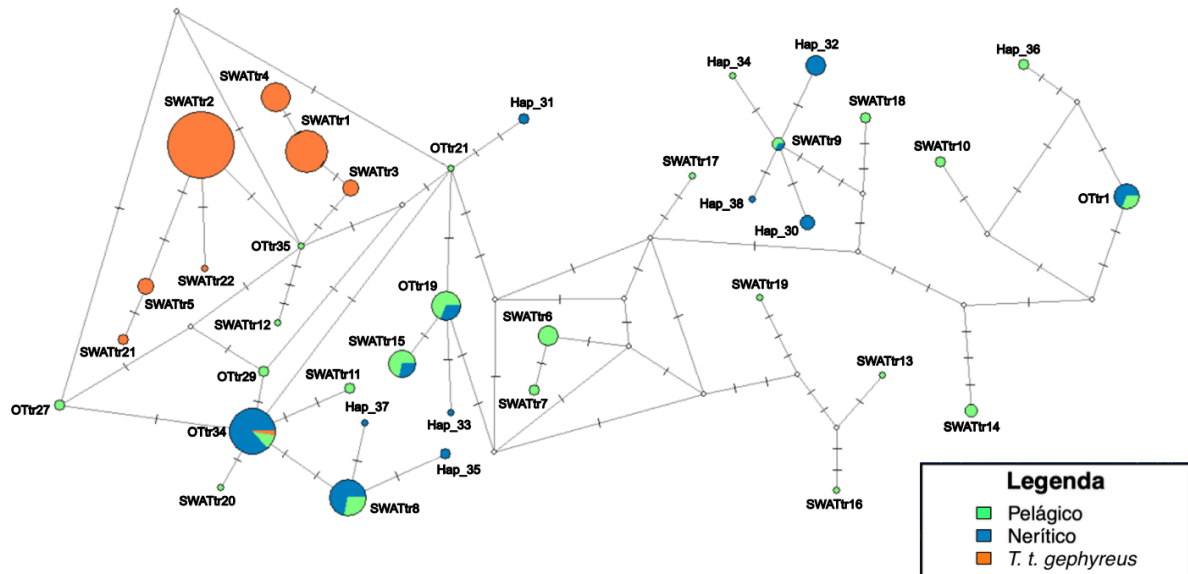 Hap_32
Hap_36
Hap_34
SWATtr4
SWATtr2
SWATtr18
Hap_31
SWATtr1
SWATtr9
SWATtr10
OTtr21
SWATtr17
SWATtr3
Hap_38
OTtr1
Hap_30
OTtr35
SWATtr22
OTtr19
SWATtr19
SWATtr5
SWATtr6
SWATtr12
SWATtr21
SWATtr15
SWATtr13
OTtr29
SWATtr11
SWATtr7
OTtr27
Hap_37
Hap_33
SWATtr14
OTtr34
Hap_35
SWATtr20
SWATtr8
SWATtr16
Legenda
Pelágico
Nerítico
T. t. gephyreus